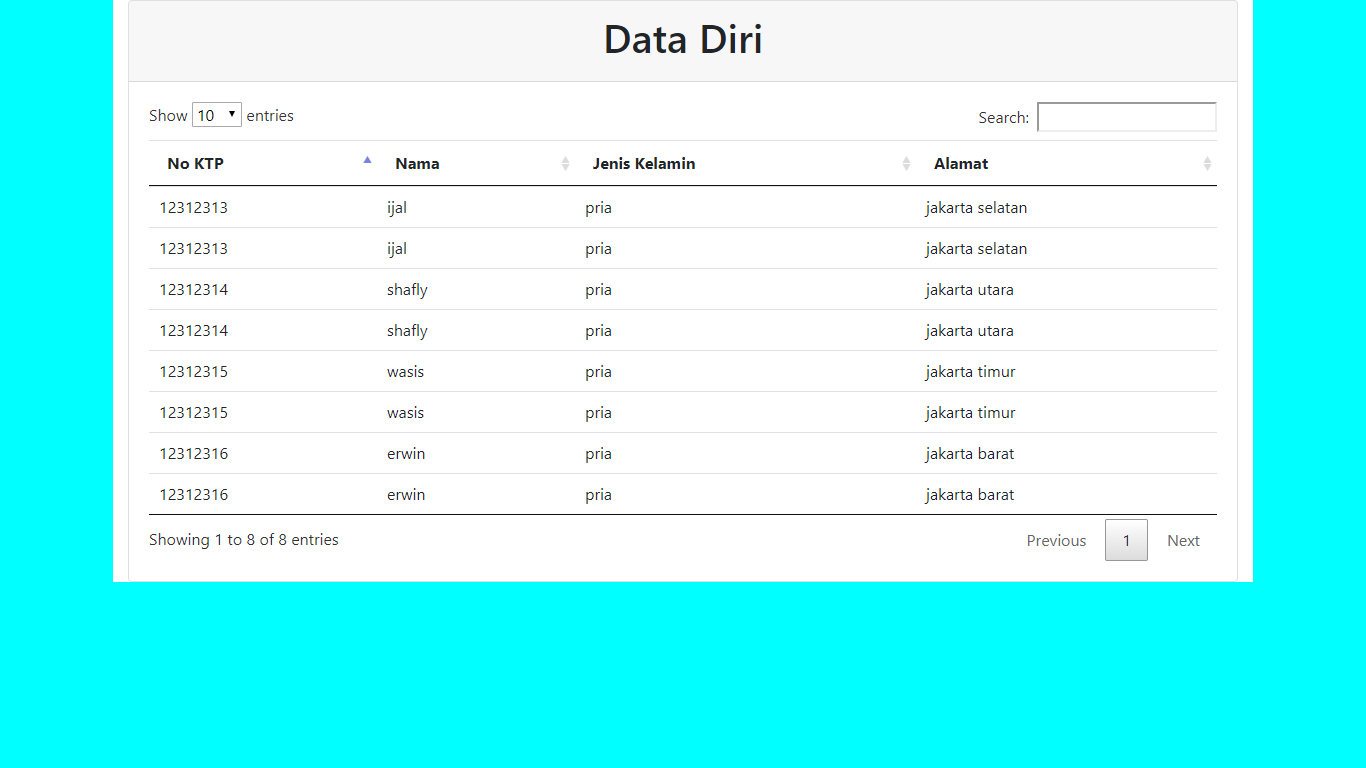 Data Diri
Show 10 entries Search:
No KTP Nama Jenis Kelamin Alamat
12312313 ijal pria jakarta selatan
12312313 ijal pria jakarta selatan
12312314 shafly pria jakarta utara
12312314 shafly pria jakarta utara
12312315 wasis pria jakarta timur
12312315 wasis pria jakarta timur
12312316 erwin pria jakarta barat
12312316 erwin pria jakarta barat
Showing 1 to 8 of 8 entries Previous 1 Next